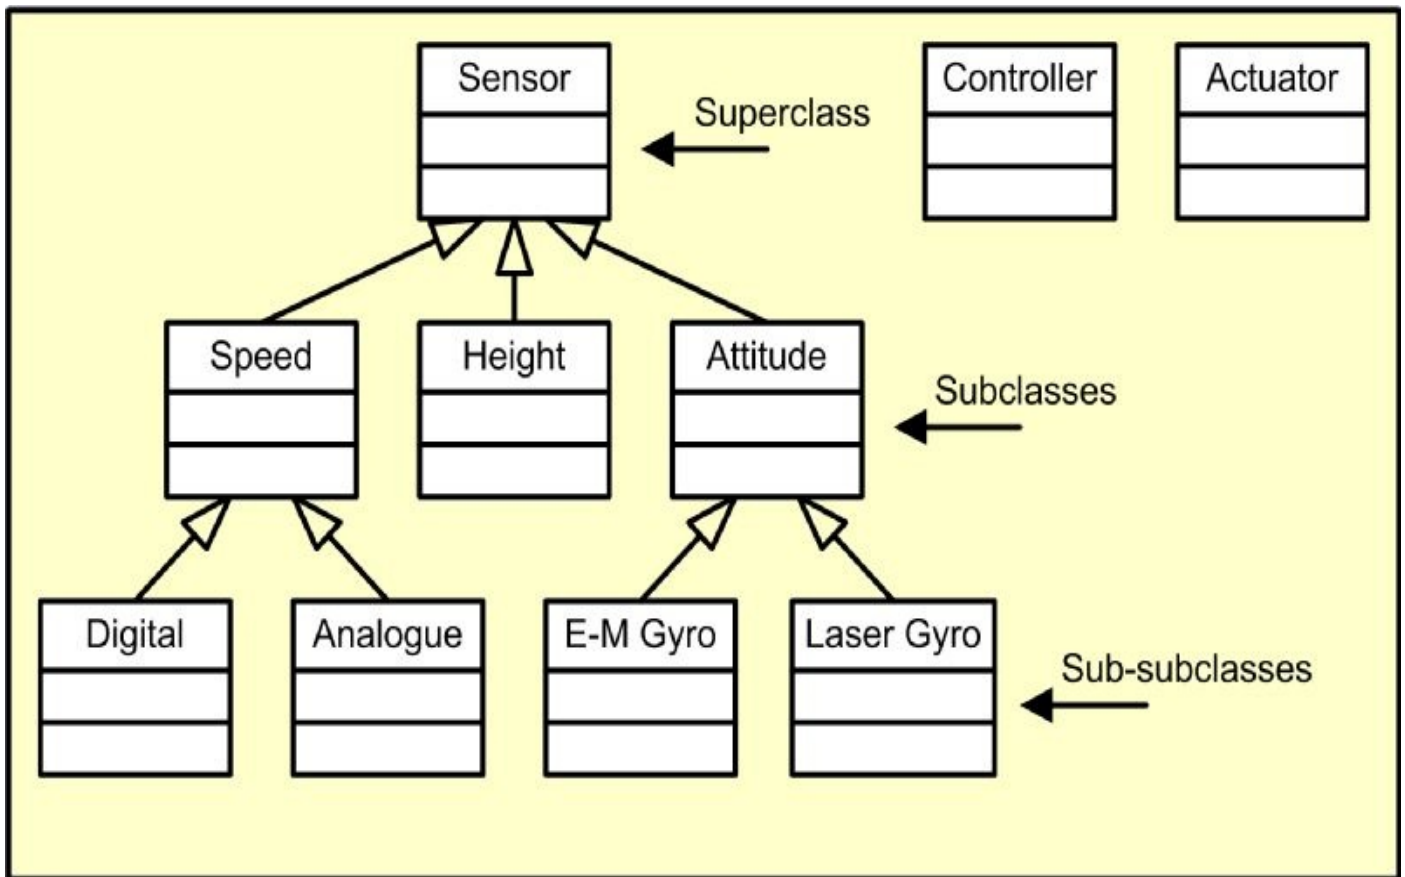 Sensor
Controller
Actuator
Superclass
Speed
Height
Attitude
Subclasses
Digital
Analogue
E-M Gyro
Laser Gyro
Sub-subclasses